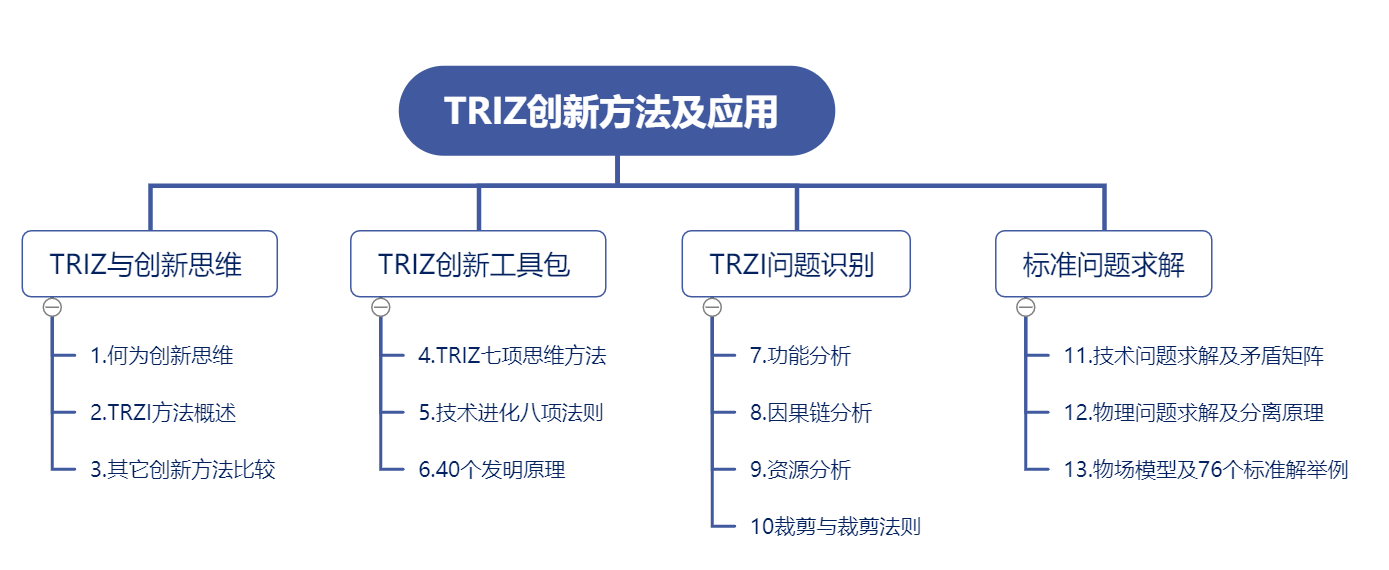 TRIZ创新方法及应用
TRIZ与创新思维
1.何为创新思维
2.TRZI方法概述
3.其它创新方法比较
TRIZ创新工具包
4.TRIZ七项思维方法
5.技术进化八项法则
6.40个发明原理
TRZI问题识别
7.功能分析
8.因果链分析
9.资源分析
10裁剪与裁剪法则
标准问题求解
11.技术问题求解及矛盾矩阵
12.物理问题求解及分离原理
13.物场模型及76个标准解举例